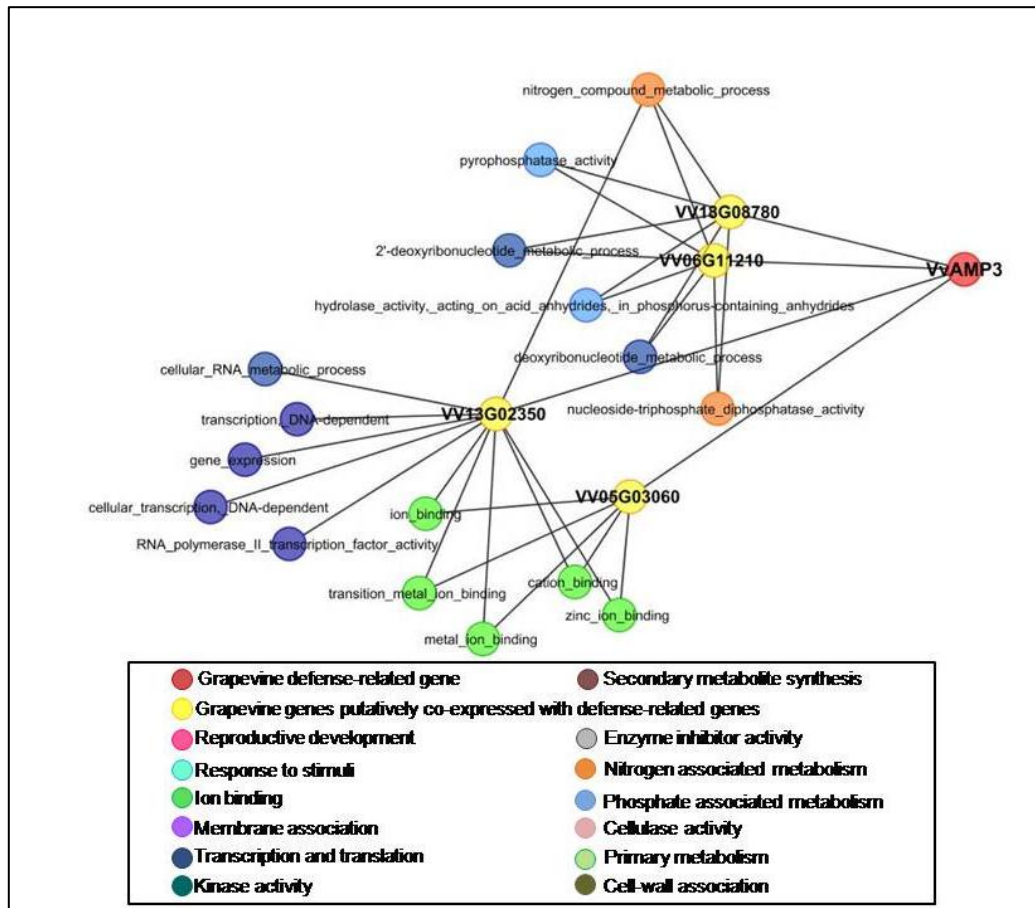 nitrogen_compound_metabolic_process
pyrophosphatase_activity
VV18G08780
2'-deoxyribonucleotide_metabolic_process
VV06G11210
VvAMP3
hydrolase_activity,_acting_on_acid_anhydrides,_in_phosphorus-containing_anhydrides
deoxyribonucleotide_metabolic_process
cellular_RNA_metabolic_process
nucleoside-triphosphate_diphosphatase_activity
transcription,_DNA-dependent
VV13G02350
gene_expression
VV05G03060
cellular_transcription,_DNA-dependent
ion_binding
RNA_polymerase_II_transcription_factor_activity
cation_binding
transition_metal_ion_binding
zinc_ion_binding
metal_ion_binding
Grapevine defense-related gene
Secondary metabolite synthesis
Grapevine genes putatively co-expressed with defense-related genes
Reproductive development
Enzyme inhibitor activity
Response to stimuli
Nitrogen associated metabolism
Ion binding
Phosphate associated metabolism
Membrane association
Cellulase activity
Transcription and translation
Primary metabolism
Kinase activity
Cell-wall association